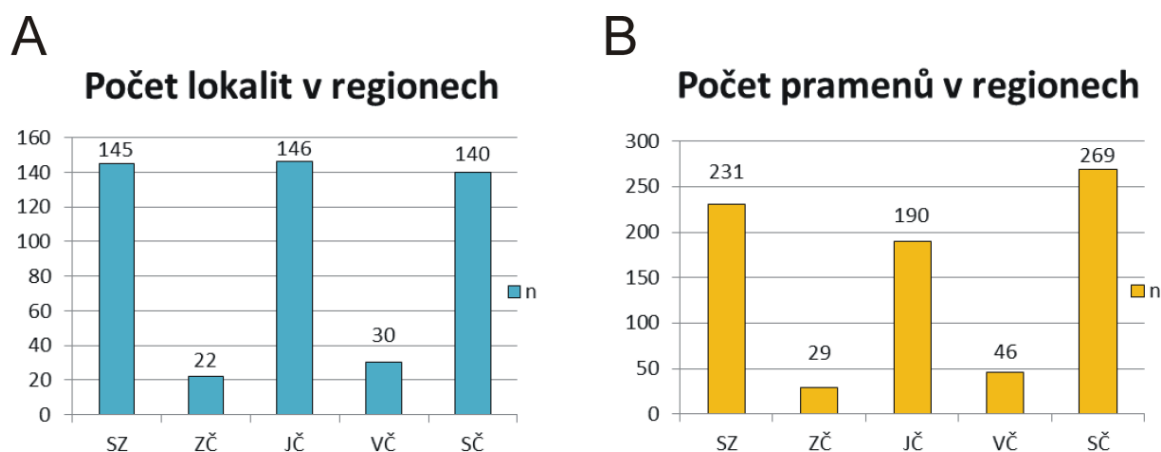 A
Počet lokalit v regionech
160
140
120
100
80
60
40
20
0
145
22
146
30
140
SZ
ZČ
JČ
VČ
SČ
n
B
Počet pramenů v regionech
300
250
200
150
100
50
0
231
29
190
46
269
SZ
ZČ
JČ
VČ
SČ
n